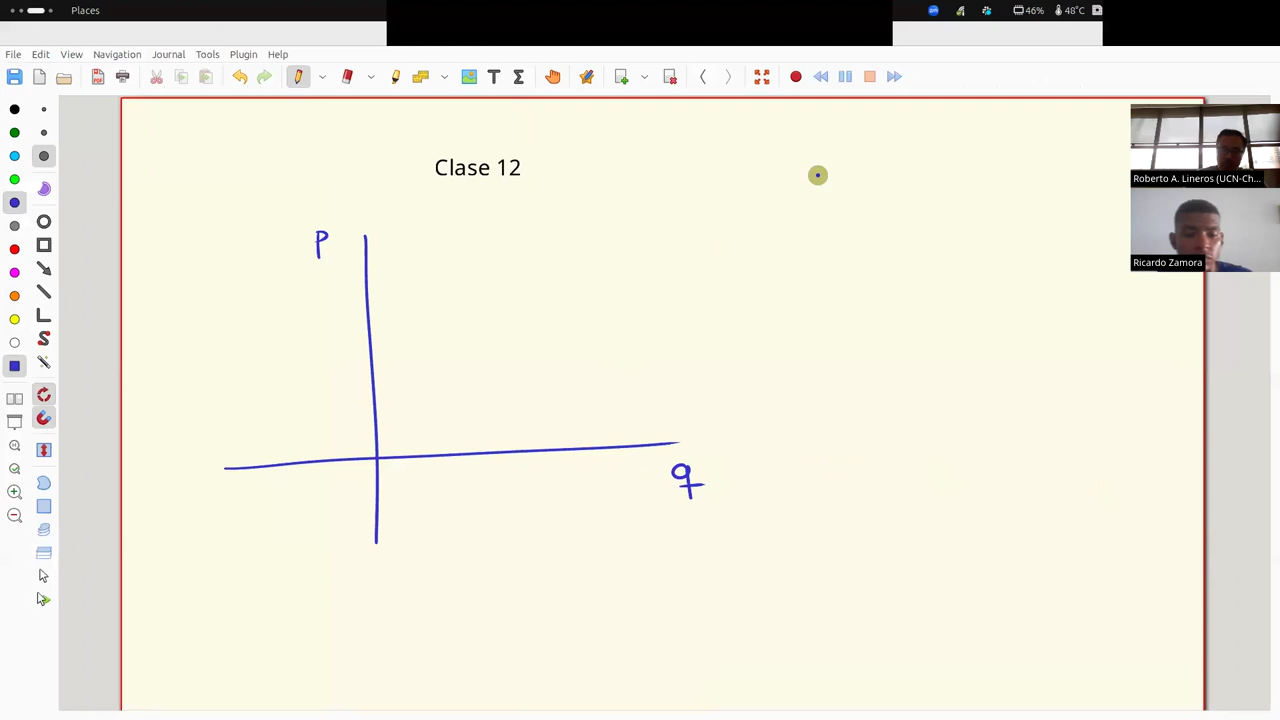 Places
46%
48°C
File Edit View Navigation Journal Tools Plugin Help
Clase 12
p
q
Roberto A. Lineros (UCN-Ch...
Ricardo Zamora